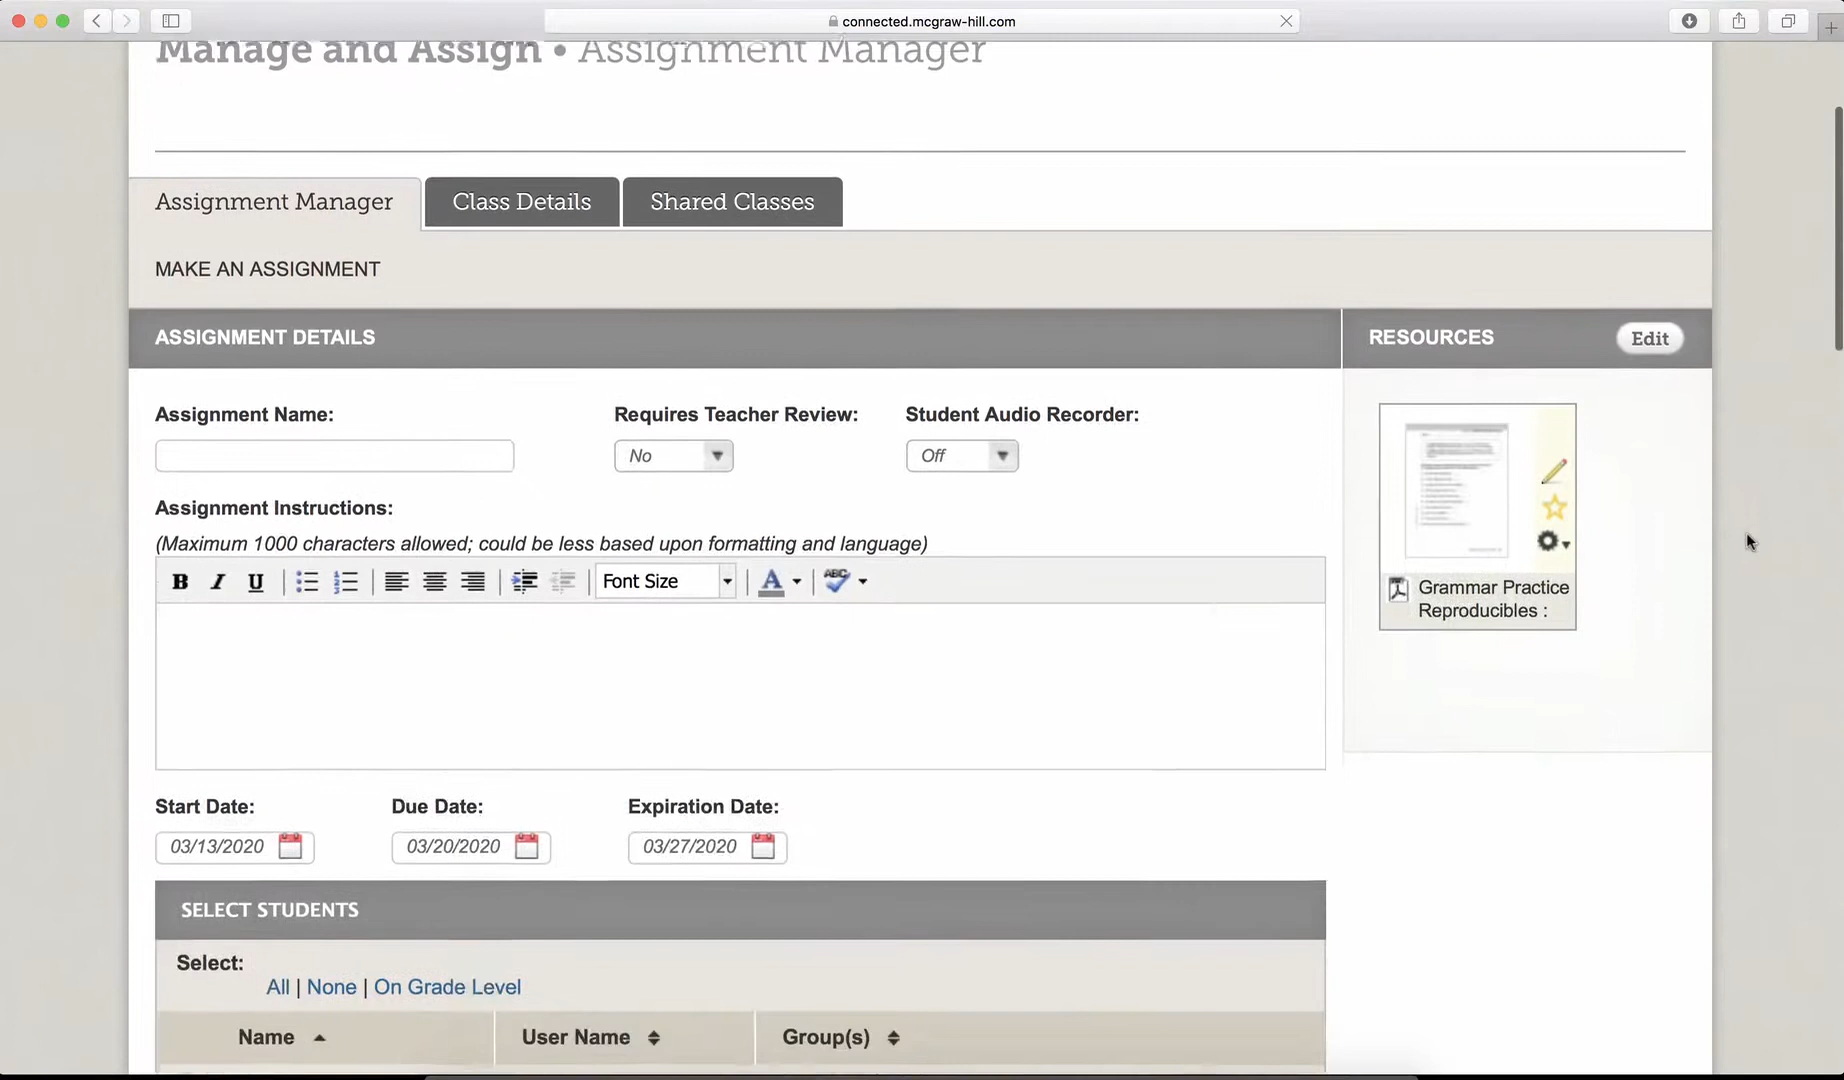 connected.mcgraw-hill.com
Manage and Assign • Assignment Manager
Assignment Manager
Class Details
Shared Classes
MAKE AN ASSIGNMENT
ASSIGNMENT DETAILS
RESOURCES
Edit
Assignment Name:
Requires Teacher Review:
Student Audio Recorder:
No
Off
Assignment Instructions:
(Maximum 1000 characters allowed; could be less based upon formatting and language)
B I U
Font Size
A
ABC
Grammar Practice
Reproducibles :
Start Date:
Due Date:
Expiration Date:
03/13/2020
03/20/2020
03/27/2020
SELECT STUDENTS
Select:
All | None | On Grade Level
Name
User Name
Group(s)